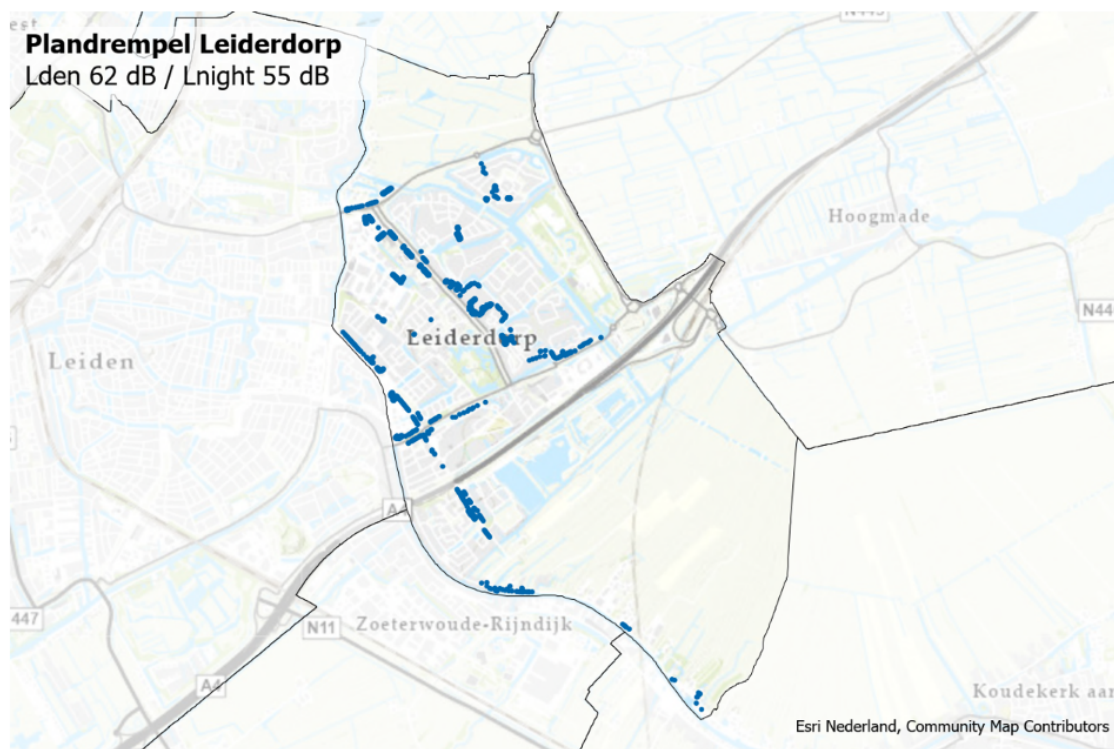 Plandrempel Leiderdorp
Lden 62 dB / Lnight 55 dB
N445
Hoogmade
N44
Leiderdorp
Leiden
A4
447
N11
Zoeterwoude-Rijndijk
A4
Koudekerk aan
Esri Nederland, Community Map Contributors